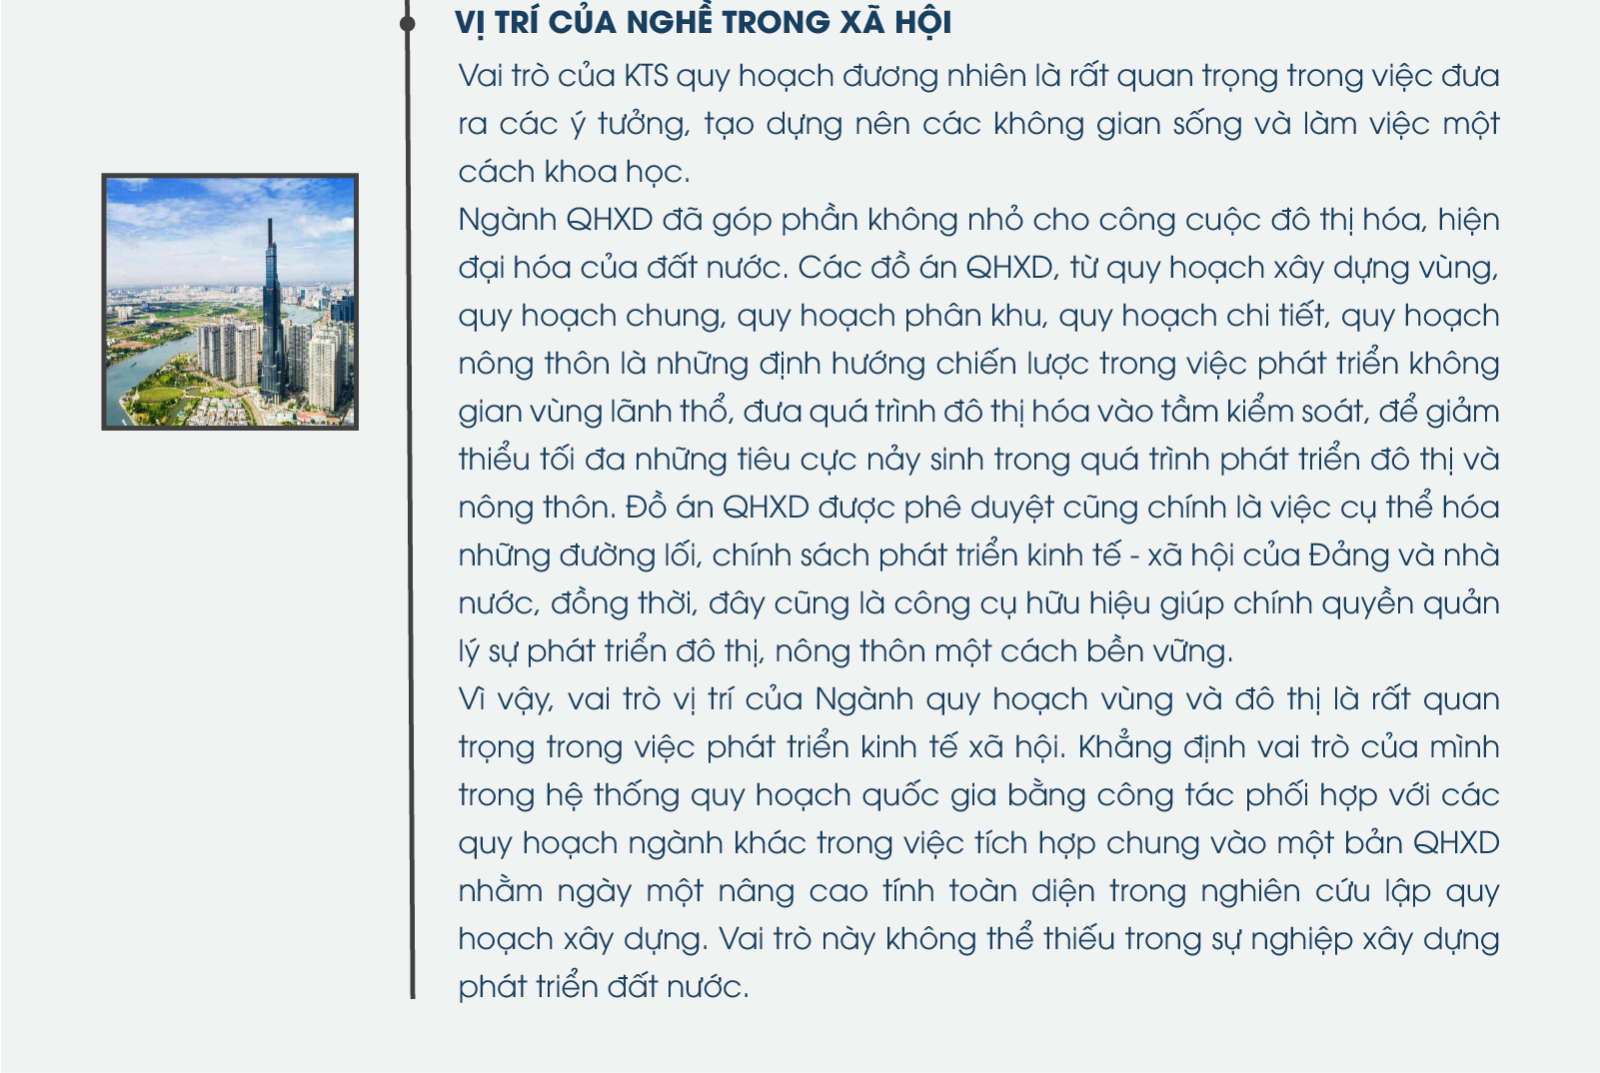 VỊ TRÍ CỦA NGHỀ TRONG XÃ HỘI
Vai trò của KTS quy hoạch đương nhiên là rất quan trọng trong việc đưa
ra các ý tưởng, tạo dựng nên các không gian sống và làm việc một
cách khoa học.
Ngành QHXD đã góp phần không nhỏ cho công cuộc đô thị hóa, hiện
đại hóa của đất nước. Các đồ án QHXD, từ quy hoạch xây dựng vùng,
quy hoạch chung, quy hoạch phân khu, quy hoạch chi tiết, quy hoạch
nông thôn là những định hướng chiến lược trong việc phát triển không
gian vùng lãnh thổ, đưa quá trình đô thị hóa vào tầm kiểm soát, để giảm
thiểu tối đa những tiêu cực nảy sinh trong quá trình phát triển đô thị và
nông thôn. Đồ án QHXD được phê duyệt cũng chính là việc cụ thể hóa
những đường lối, chính sách phát triển kinh tế - xã hội của Đảng và nhà
nước, đồng thời, đây cũng là công cụ hữu hiệu giúp chính quyền quản
lý sự phát triển đô thị, nông thôn một cách bền vững.
Vì vậy, vai trò vị trí của Ngành quy hoạch vùng và đô thị là rất quan
trọng trong việc phát triển kinh tế xã hội. Khẳng định vai trò của mình
trong hệ thống quy hoạch quốc gia bằng công tác phối hợp với các
quy hoạch ngành khác trong việc tích hợp chung vào một bản QHXD
nhằm ngày một nâng cao tính toàn diện trong nghiên cứu lập quy
hoạch xây dựng. Vai trò này không thể thiếu trong sự nghiệp xây dựng
phát triển đất nước.